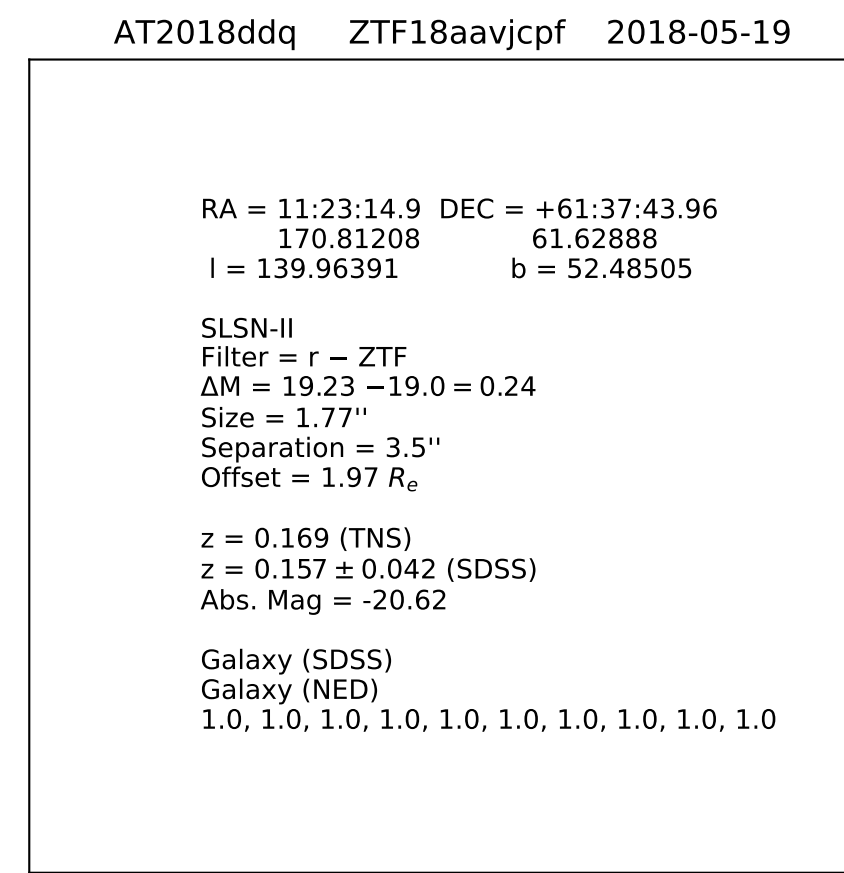 AT2018ddq ZTF18aavjcpf 2018-05-19
RA = 11:23:14.9 DEC = +61:37:43.96
170.81208 61.62888
l = 139.96391 b = 52.48505
SLSN-II
Filter = r − ZTF
ΔM = 19.23 −19.0 = 0.24
Size = 1.77''
Separation = 3.5''
Offset = 1.97 Rₑ
z = 0.169 (TNS)
z = 0.157 ± 0.042 (SDSS)
Abs. Mag = -20.62
Galaxy (SDSS)
Galaxy (NED)
1.0, 1.0, 1.0, 1.0, 1.0, 1.0, 1.0, 1.0, 1.0, 1.0